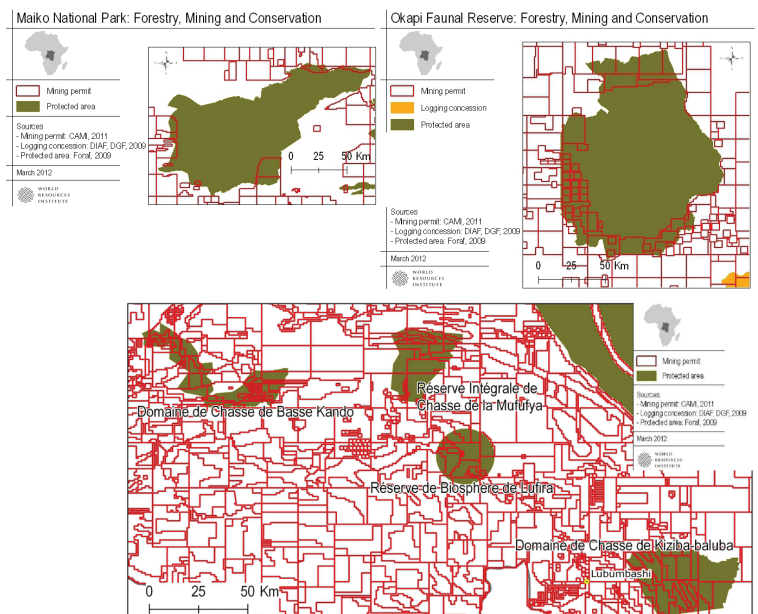 Maiko National Park: Forestry, Mining and Conservation
Mining permit
Protected area
Sources
- Mining permit: CAMI, 2011
- Logging concession: DIAF, DGF, 2009
- Protected area: Foraf, 2009
March 2012
WORLD
RESOURCES
INSTITUTE
0 25 50 Km
Okapi Faunal Reserve: Forestry, Mining and Conservation
Mining permit
Logging concession
Protected area
Sources
- Mining permit: CAMI, 2011
- Logging concession: DIAF, DGF, 2009
- Protected area: Foraf, 2009
March 2012
WORLD
RESOURCES
INSTITUTE
0 25 50 Km
Domaine de Chasse de Basse Kando
Réserve Intégrale de
Chasse de la Mufufya
Réserve de Biosphère de Lufira
Domaine de Chasse de Kiziba-baluba
Lubumbashi
0 25 50 Km
Mining permit
Protected area
Sources
- Mining permit: CAMI, 2011
- Logging concession: DIAF, DGF, 2009
- Protected area: Foraf, 2009
March 2012
WORLD
RESOURCES
INSTITUTE